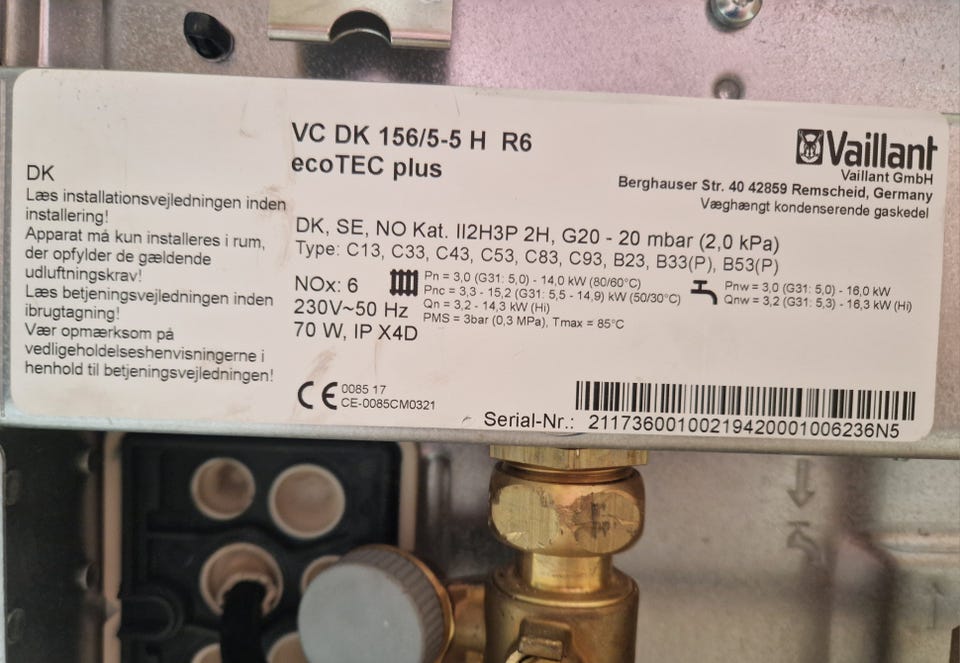 VC DK 156/5-5 H R6
ecoTEC plus
Vaillant
Vaillant GmbH
Berghauser Str. 40 42859 Remscheid, Germany
Væghængt kondenserende gaskedel
DK
Læs installationsvejledningen inden
installering!
Apparat må kun installeres i rum,
der opfylder de gældende
udluftningskrav!
Læs betjeningsvejledningen inden
ibrugtagning!
Vær opmærksom på
vedligeholdelseshenvisningerne i
henhold til betjeningsvejledningen!
DK, SE, NO Kat. II2H3P 2H, G20 - 20 mbar (2,0 kPa)
Type: C13, C33, C43, C53, C83, C93, B23, B33(P), B53(P)
NOx: 6
230V~50 Hz
70 W, IP X4D
Pn = 3,0 (G31: 5,0) - 14,0 kW (80/60°C)
Pnc = 3,3 - 15,2 (G31: 5,5 - 14,9) kW (50/30°C)
Qn = 3,2 - 14,3 kW (Hi)
PMS = 3bar (0,3 MPa), Tmax = 85°C
Pnw = 3,0 (G31: 5,0) - 16,0 kW
Qnw = 3,2 (G31: 5,3) - 16,3 kW (Hi)
CE 0085 17
CE-0085CM0321
Serial-Nr.: 21173600100219420001006236N5